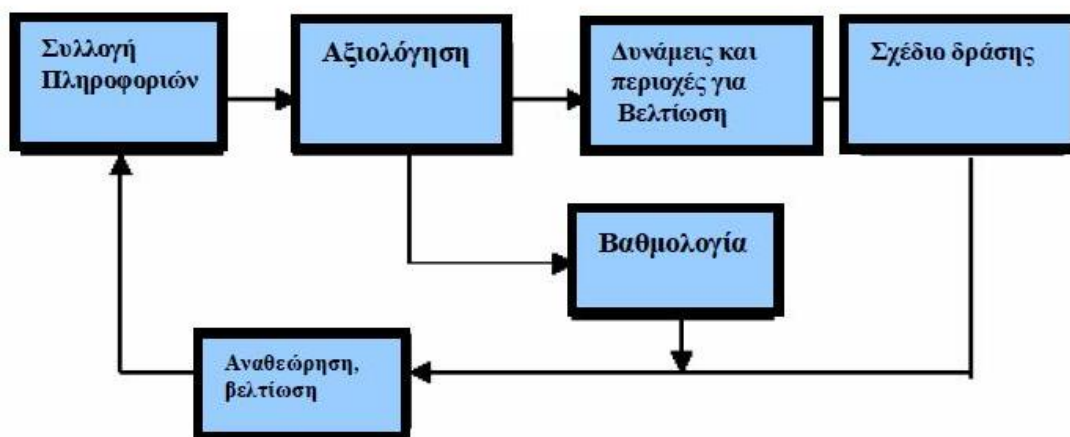 Συλλογή
Πληροφοριών
Αξιολόγηση
Δυνάμεις και
περιοχές για
Βελτίωση
Σχέδιο δράσης
Βαθμολογία
Αναθεώρηση,
βελτίωση